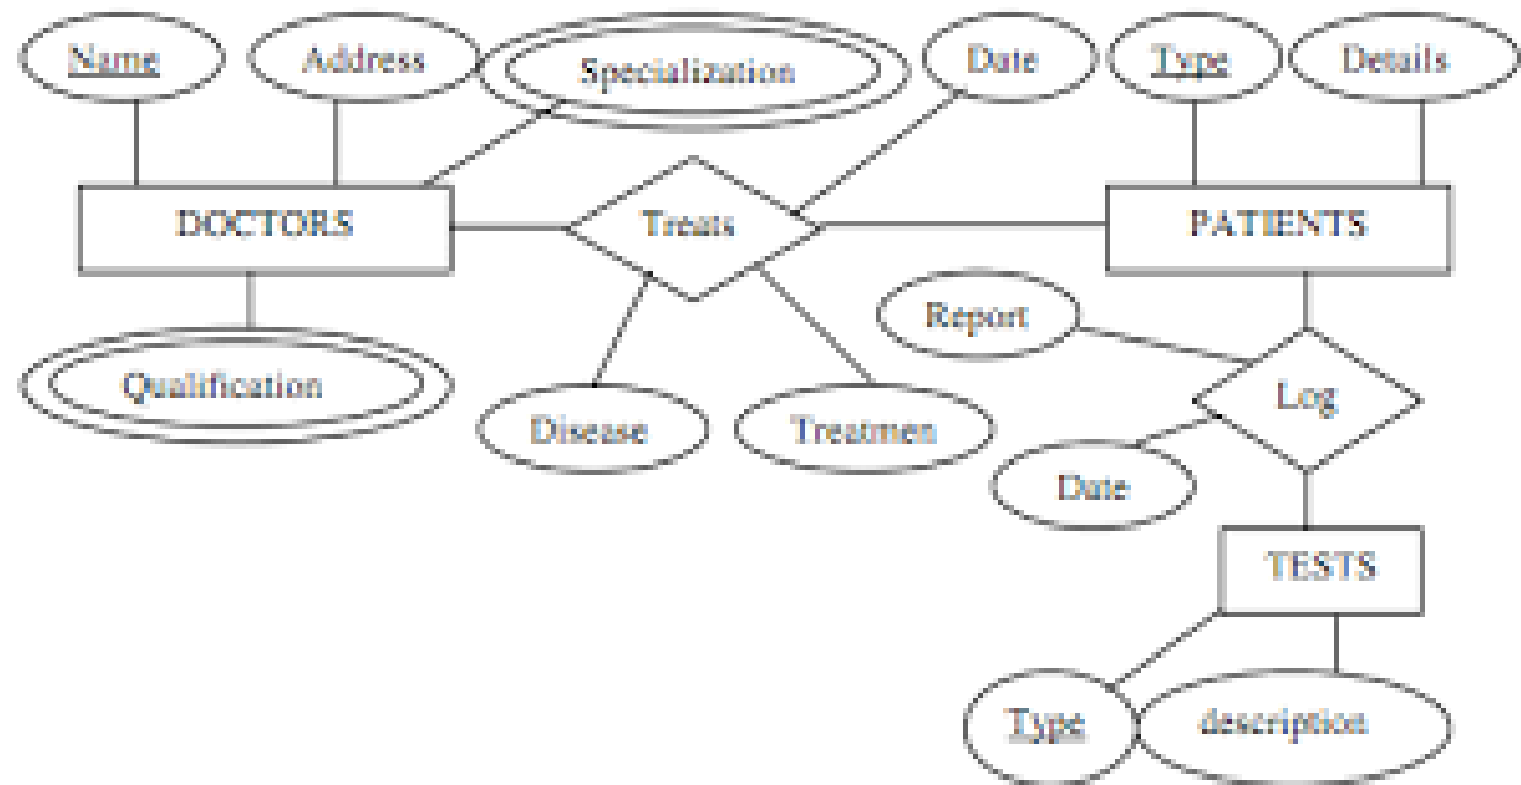 Name
Address
Specialization
Date
Type
Details
DOCTORS
Treats
PATIENTS
Report
Qualification
Disease
Treatmen
Log
Date
TESTS
Type
description